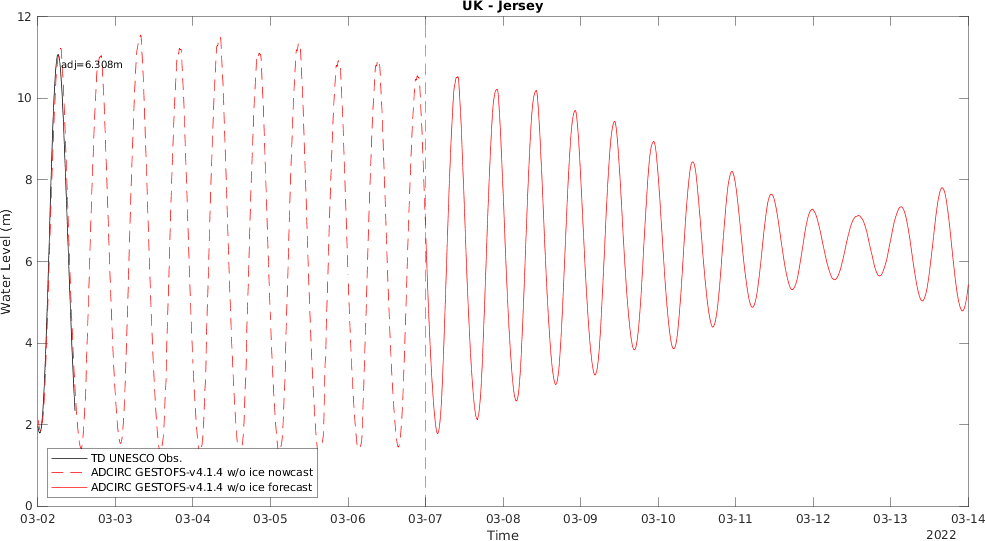 UK - Jersey
12
10
8
6
4
2
0
Water Level (m)
adj=6.308m
TD UNESCO Obs.
ADCIRC GESTOFS-v4.1.4 w/o ice nowcast
ADCIRC GESTOFS-v4.1.4 w/o ice forecast
03-02 03-03 03-04 03-05 03-06 03-07 03-08 03-09 03-10 03-11 03-12 03-13 03-14
Time
2022